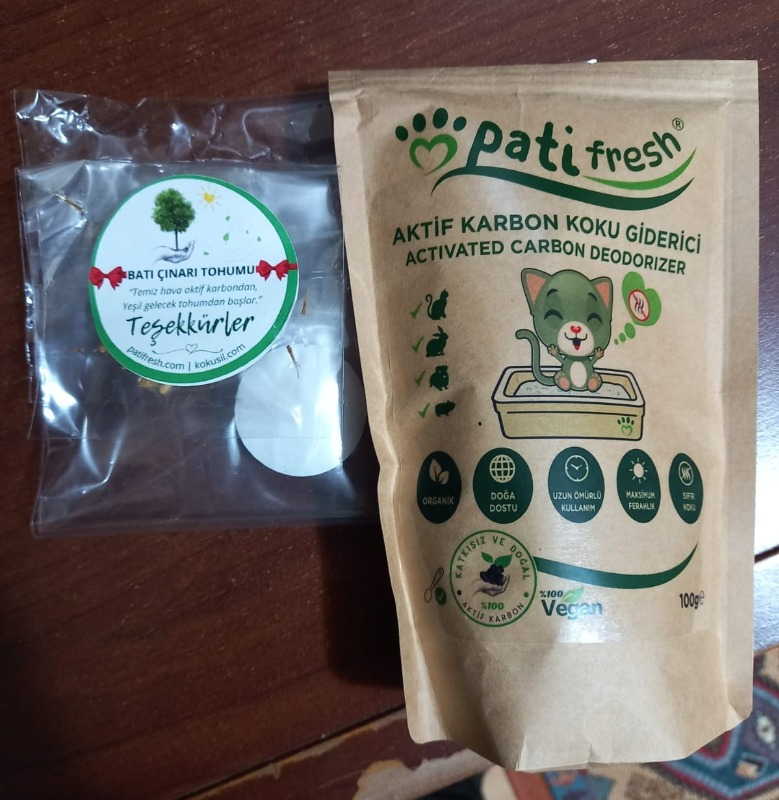 BATI ÇINARI TOHUMU
"Temiz hava aktif karbondan,
Yeşil gelecek tohumdan başlar."
Teşekkürler
patifresh.com | kokusil.com
patifresh®
AKTİF KARBON KOKU GİDERİCİ
ACTIVATED CARBON DEODORIZER
ORGANİK
DOĞA
DOSTU
UZUN ÖMÜRLÜ
KULLANIM
MAKSİMUM
FERAHLIK
SIFIR
KOKU
KATKISIZ VE DOĞAL
%100
AKTİF KARBON
%100
Vegan
100g℮